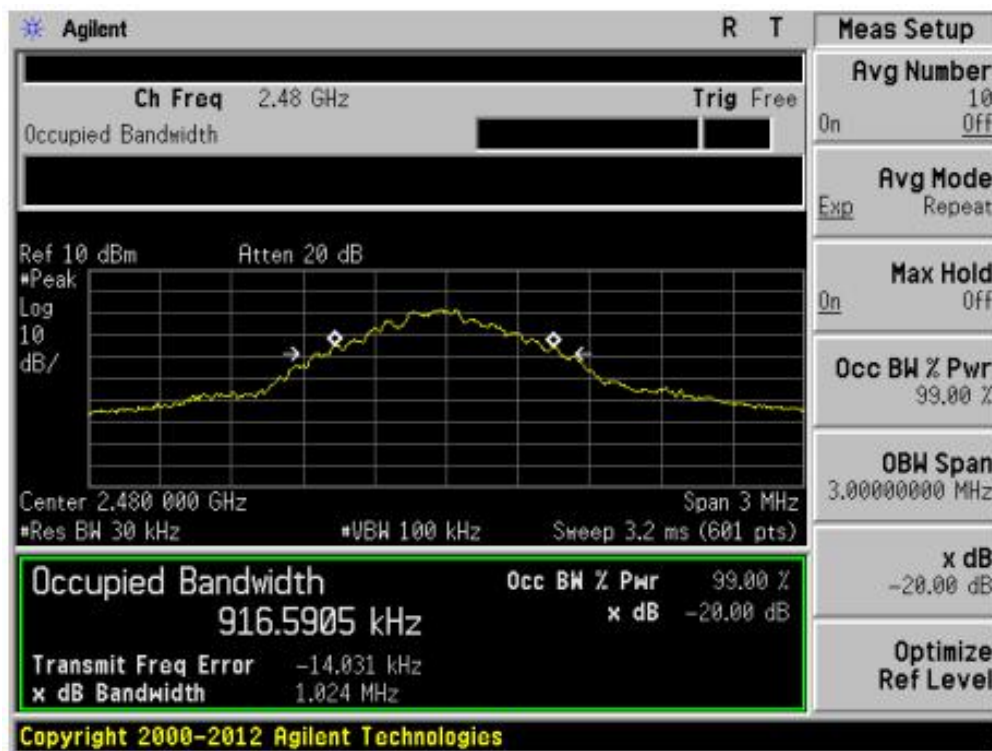 Agilent R T
Ch Freq 2.48 GHz Trig Free
Occupied Bandwidth
Ref 10 dBm Atten 20 dB
#Peak
Log
10
dB/
Center 2.480 000 GHz Span 3 MHz
#Res BW 30 kHz #VBW 100 kHz Sweep 3.2 ms (601 pts)
Occupied Bandwidth
916.5905 kHz
Occ BW % Pwr 99.00 %
x dB -20.00 dB
Transmit Freq Error -14.031 kHz
x dB Bandwidth 1.024 MHz
Copyright 2000-2012 Agilent Technologies
Meas Setup
Avg Number
10
On Off
Avg Mode
Exp Repeat
Max Hold
On Off
Occ BW % Pwr
99.00 %
OBW Span
3.00000000 MHz
x dB
-20.00 dB
Optimize
Ref Level